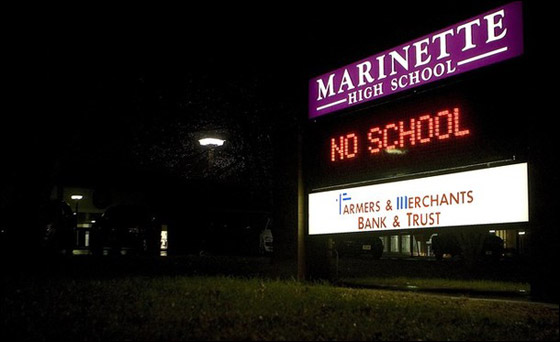 MARINETTE
HIGH SCHOOL
NO SCHOOL
FARMERS & MERCHANTS
BANK & TRUST